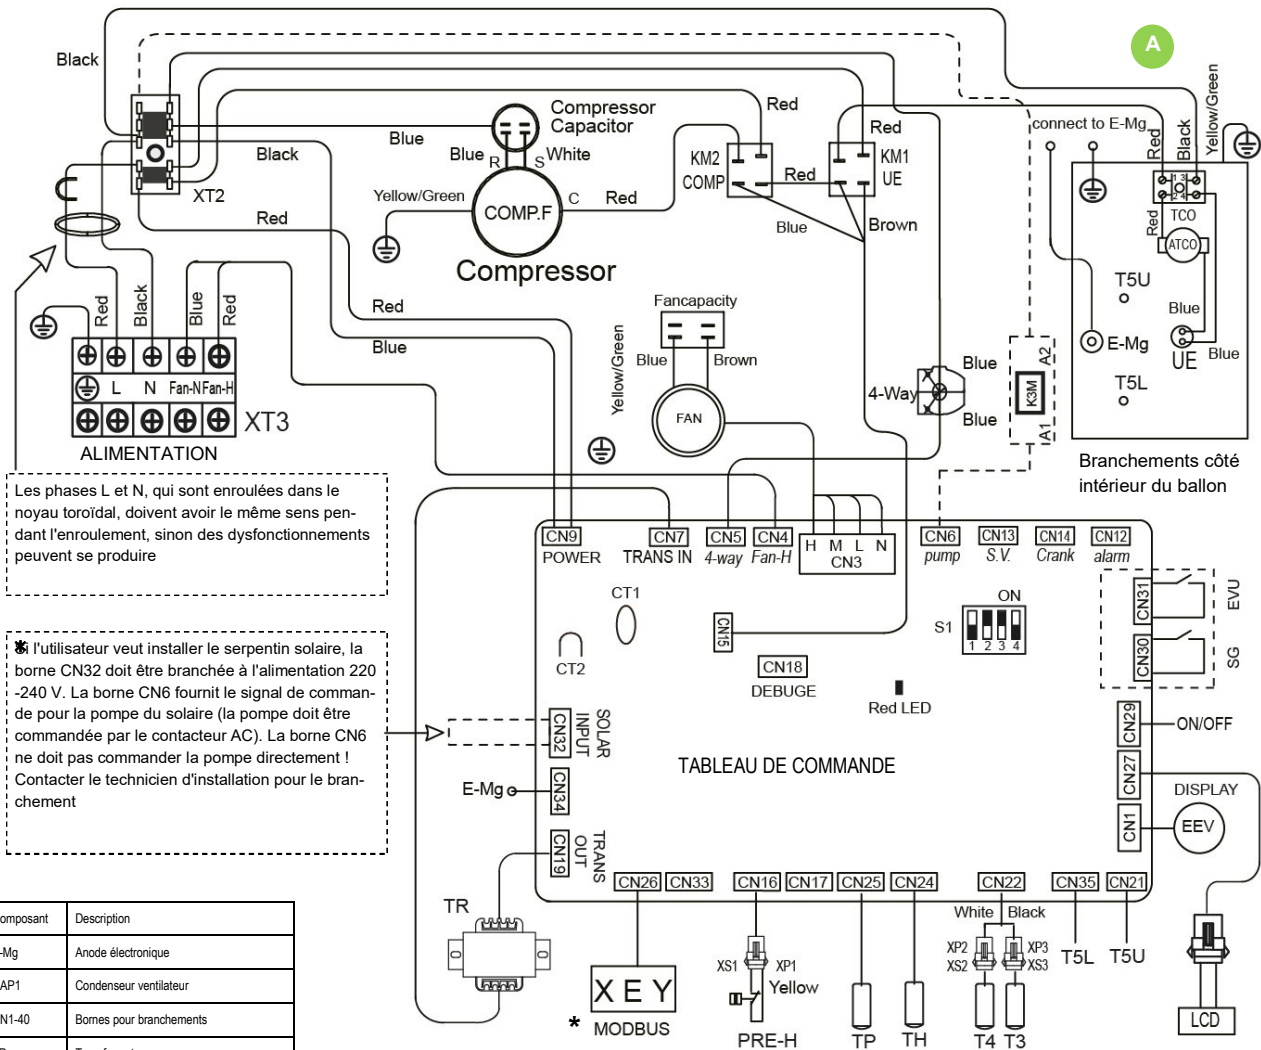 A
Black
Yellow/Green
Red
Black
Compressor
Capacitor
Red
Red
connect to E-Mg
Blue
Blue
White
R
S
Black
KM2
COMP
KM1
UE
Red
XT2
Yellow/Green
COMP.F
C
Red
Blue
Brown
Red
1 3
2 4
TCO
Red
ATCO
Compressor
T5U
Red
Black
Blue
Red
Red
Blue
Fancapacity
Blue
Brown
Yellow/Green
Blue
E-Mg
UE
Blue
T5L
L
N
Fan-N
Fan-H
XT3
ALIMENTATION
FAN
4-Way
Blue
Blue
A2
K3M
A1
Branchements côté
intérieur du ballon
Les phases L et N, qui sont enroulées dans le
noyau toroïdal, doivent avoir le même sens pen-
dant l'enroulement, sinon des dysfonctionnements
peuvent se produire
CN9
POWER
CN7
TRANS IN
CN5
4-way
CN4
Fan-H
H M L N
CN3
CN6
pump
CN13
S.V.
CN14
Crank
CN12
alarm
CT1
CT2
CN15
CN18
DEBUGE
ON
S1
1 2 3 4
Red LED
CN31
EVU
CN30
SG
* i l'utilisateur veut installer le serpentin solaire, la
borne CN32 doit être branchée à l'alimentation 220
-240 V. La borne CN6 fournit le signal de comman-
de pour la pompe du solaire (la pompe doit être
commandée par le contacteur AC). La borne CN6
ne doit pas commander la pompe directement !
Contacter le technicien d'installation pour le bran-
chement
CN32
SOLAR
INPUT
E-Mg
CN34
CN19
TRANS
OUT
TABLEAU DE COMMANDE
CN29
ON/OFF
CN27
DISPLAY
CN1
EEV
CN26
CN33
CN16
CN17
CN25
CN24
CN22
CN35
CN21
White
Black
TR
XS1
XP1
Yellow
XP2
XS2
XP3
XS3
T5L
T5U
XEY
* MODBUS
PRE-H
TP
TH
T4
T3
LCD
omposant
Description
-Mg
Anode électronique
AP1
Condenseur ventilateur
N1-40
Bornes pour branchements